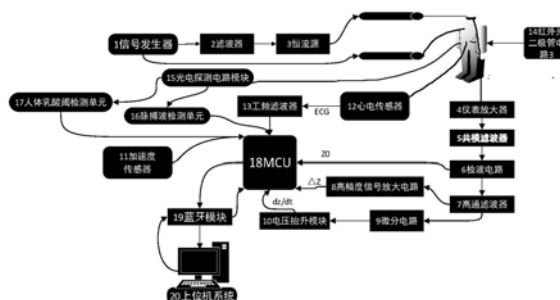 1信号发生器
2滤波器
3恒流源
14红外光
二极管电
路3
15光电探测电路模块
17人体乳酸阈检测单元
16脉搏波检测单元
13工频滤波器
ECG
12心电传感器
4仪表放大器
5共模滤波器
11加速度
传感器
18MCU
Z0
6检波电路
△Z
8高精度信号放大电路
7高通滤波器
dz/dt
19蓝牙模块
10电压抬升模块
9微分电路
20上位机系统